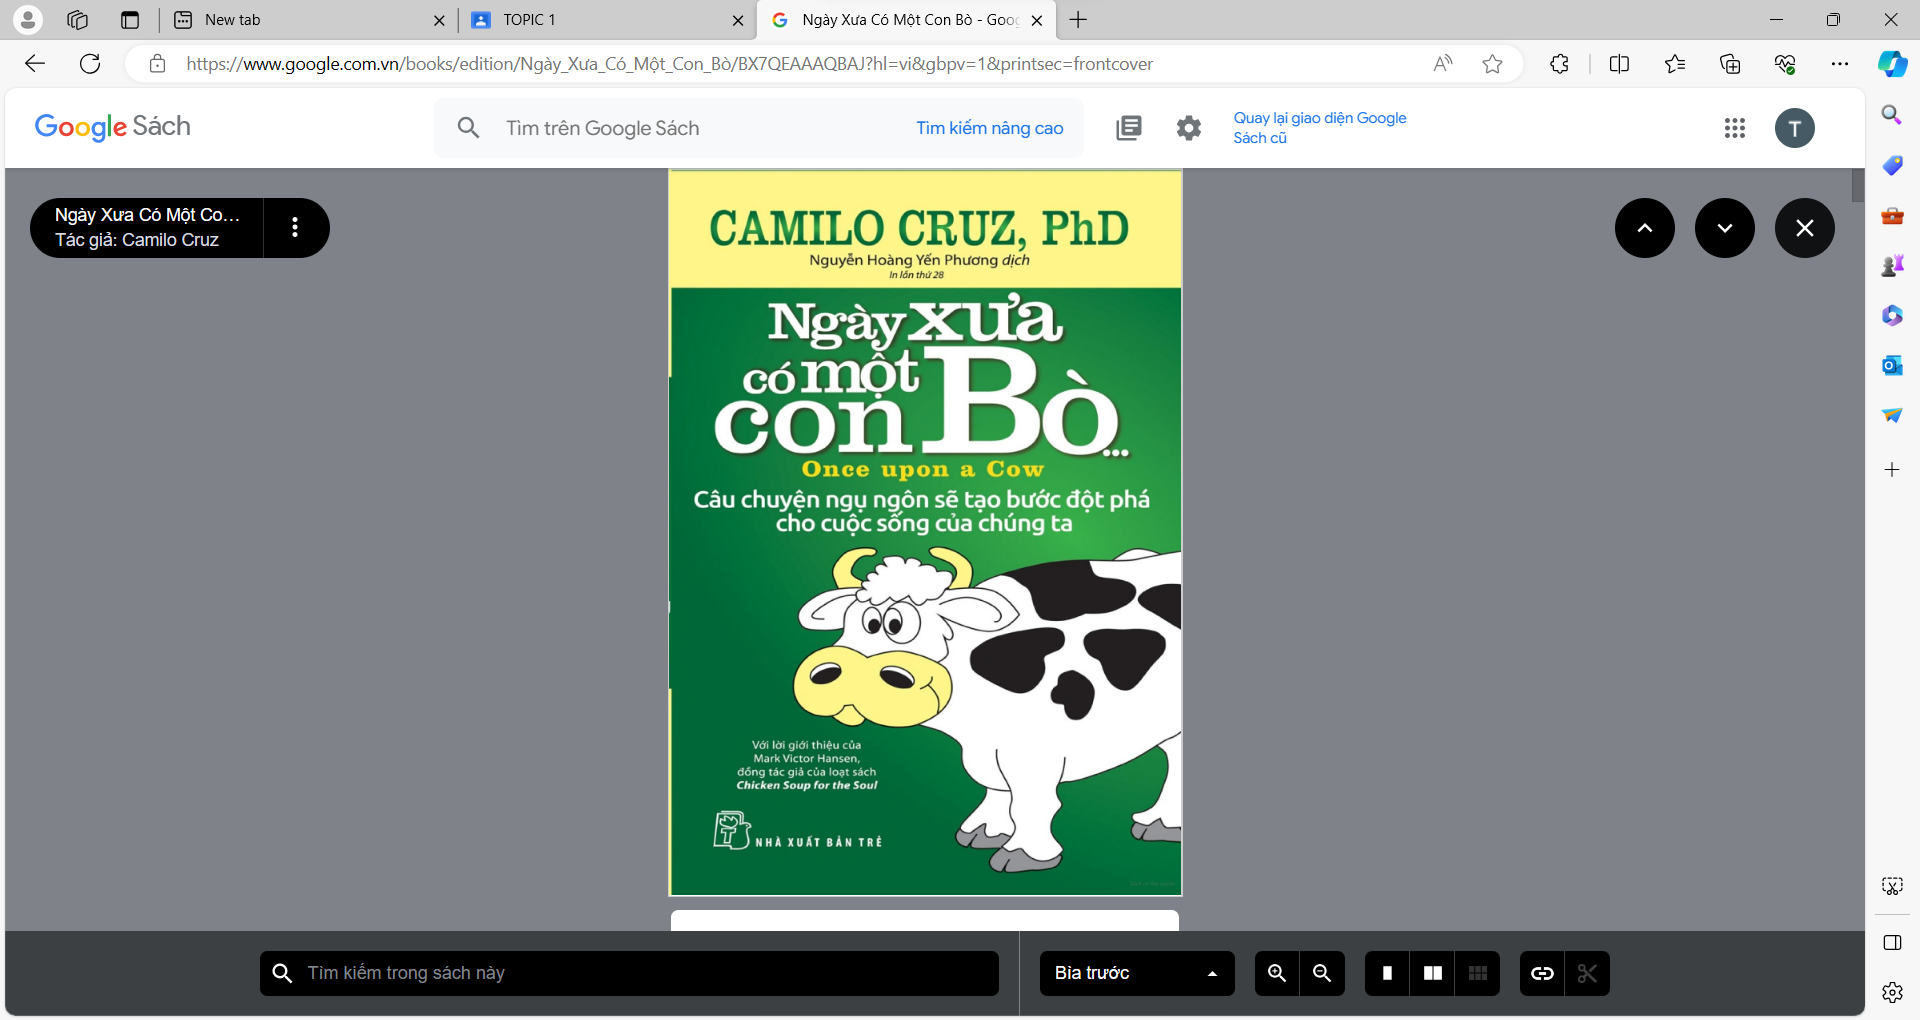 New tab
TOPIC 1
Ngày Xưa Có Một Con Bò - Goo
https://www.google.com.vn/books/edition/Ngày_Xưa_Có_Một_Con_Bò/BX7QEAAAQBAJ?hl=vi&gbpv=1&printsec=frontcover
Google Sách
Tìm trên Google Sách
Tìm kiếm nâng cao
Quay lại giao diện Google
Sách cũ
T
Ngày Xưa Có Một Co...
Tác giả: Camilo Cruz
CAMILO CRUZ, PhD
Nguyễn Hoàng Yến Phương dịch
In lần thứ 28
Ngày xưa
có một
con Bò...
Once upon a Cow
Câu chuyện ngụ ngôn sẽ tạo bước đột phá
cho cuộc sống của chúng ta
Với lời giới thiệu của
Mark Victor Hansen,
đồng tác giả của loạt sách
Chicken Soup for the Soul
NHÀ XUẤT BẢN TRẺ
Tìm kiếm trong sách này
Bìa trước